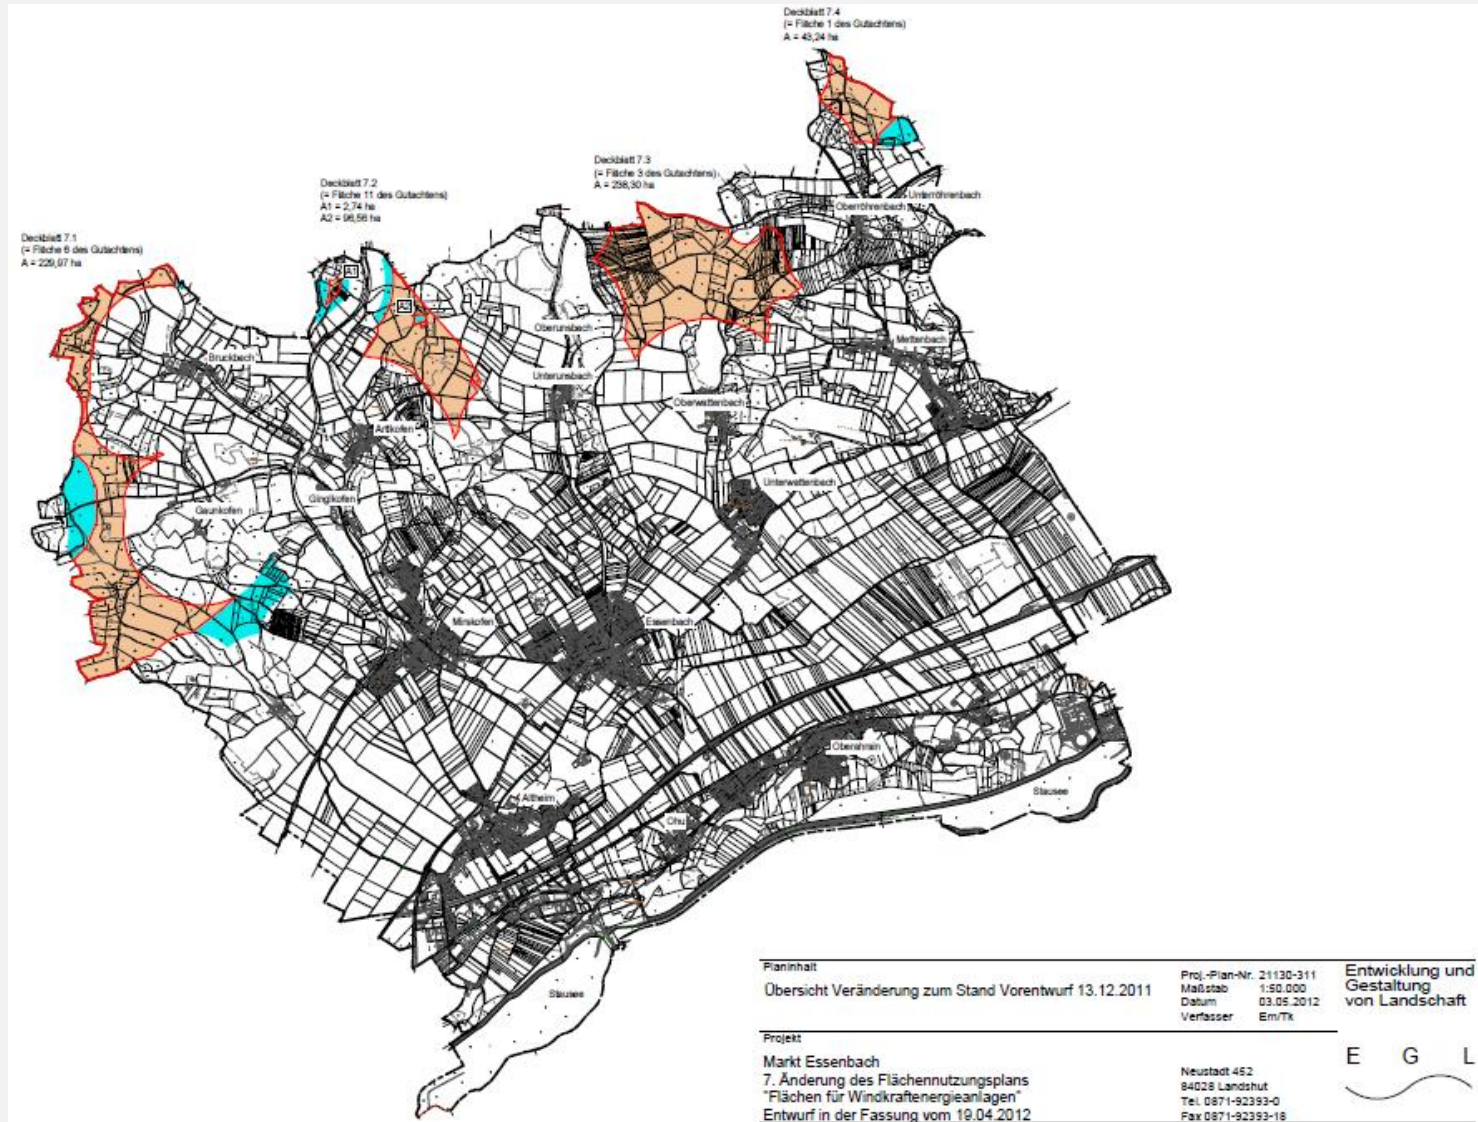 Deckblatt 7.4
(= Fläche 1 des Gutachtens)
A = 43,24 ha
Deckblatt 7.3
(= Fläche 3 des Gutachtens)
A = 238,30 ha
Deckblatt 7.2
(= Fläche 11 des Gutachtens)
A1 = 2,74 ha
A2 = 96,56 ha
Deckblatt 7.1
(= Fläche 6 des Gutachtens)
A = 229,97 ha
Unterröhrenbach
Oberröhrenbach
A1
A2
Oberunsbach
Mettenbach
Bruckbach
Unterunsbach
Oberwattenbach
Artlkofen
Unterwattenbach
Ginglkofen
Gaunkofen
Mirskofen
Essenbach
Oberahrain
Stausee
Altheim
Ohu
Stausee
Planinhalt
Übersicht Veränderung zum Stand Vorentwurf 13.12.2011
Proj.-Plan-Nr. 21130-311
Maßstab 1:50.000
Datum 03.05.2012
Verfasser Em/Tk
Entwicklung und
Gestaltung
von Landschaft
Projekt
Markt Essenbach
7. Änderung des Flächennutzungsplans
"Flächen für Windkraftenergieanlagen"
Entwurf in der Fassung vom 19.04.2012
Neustadt 452
84028 Landshut
Tel. 0871-92393-0
Fax 0871-92393-18
E G L